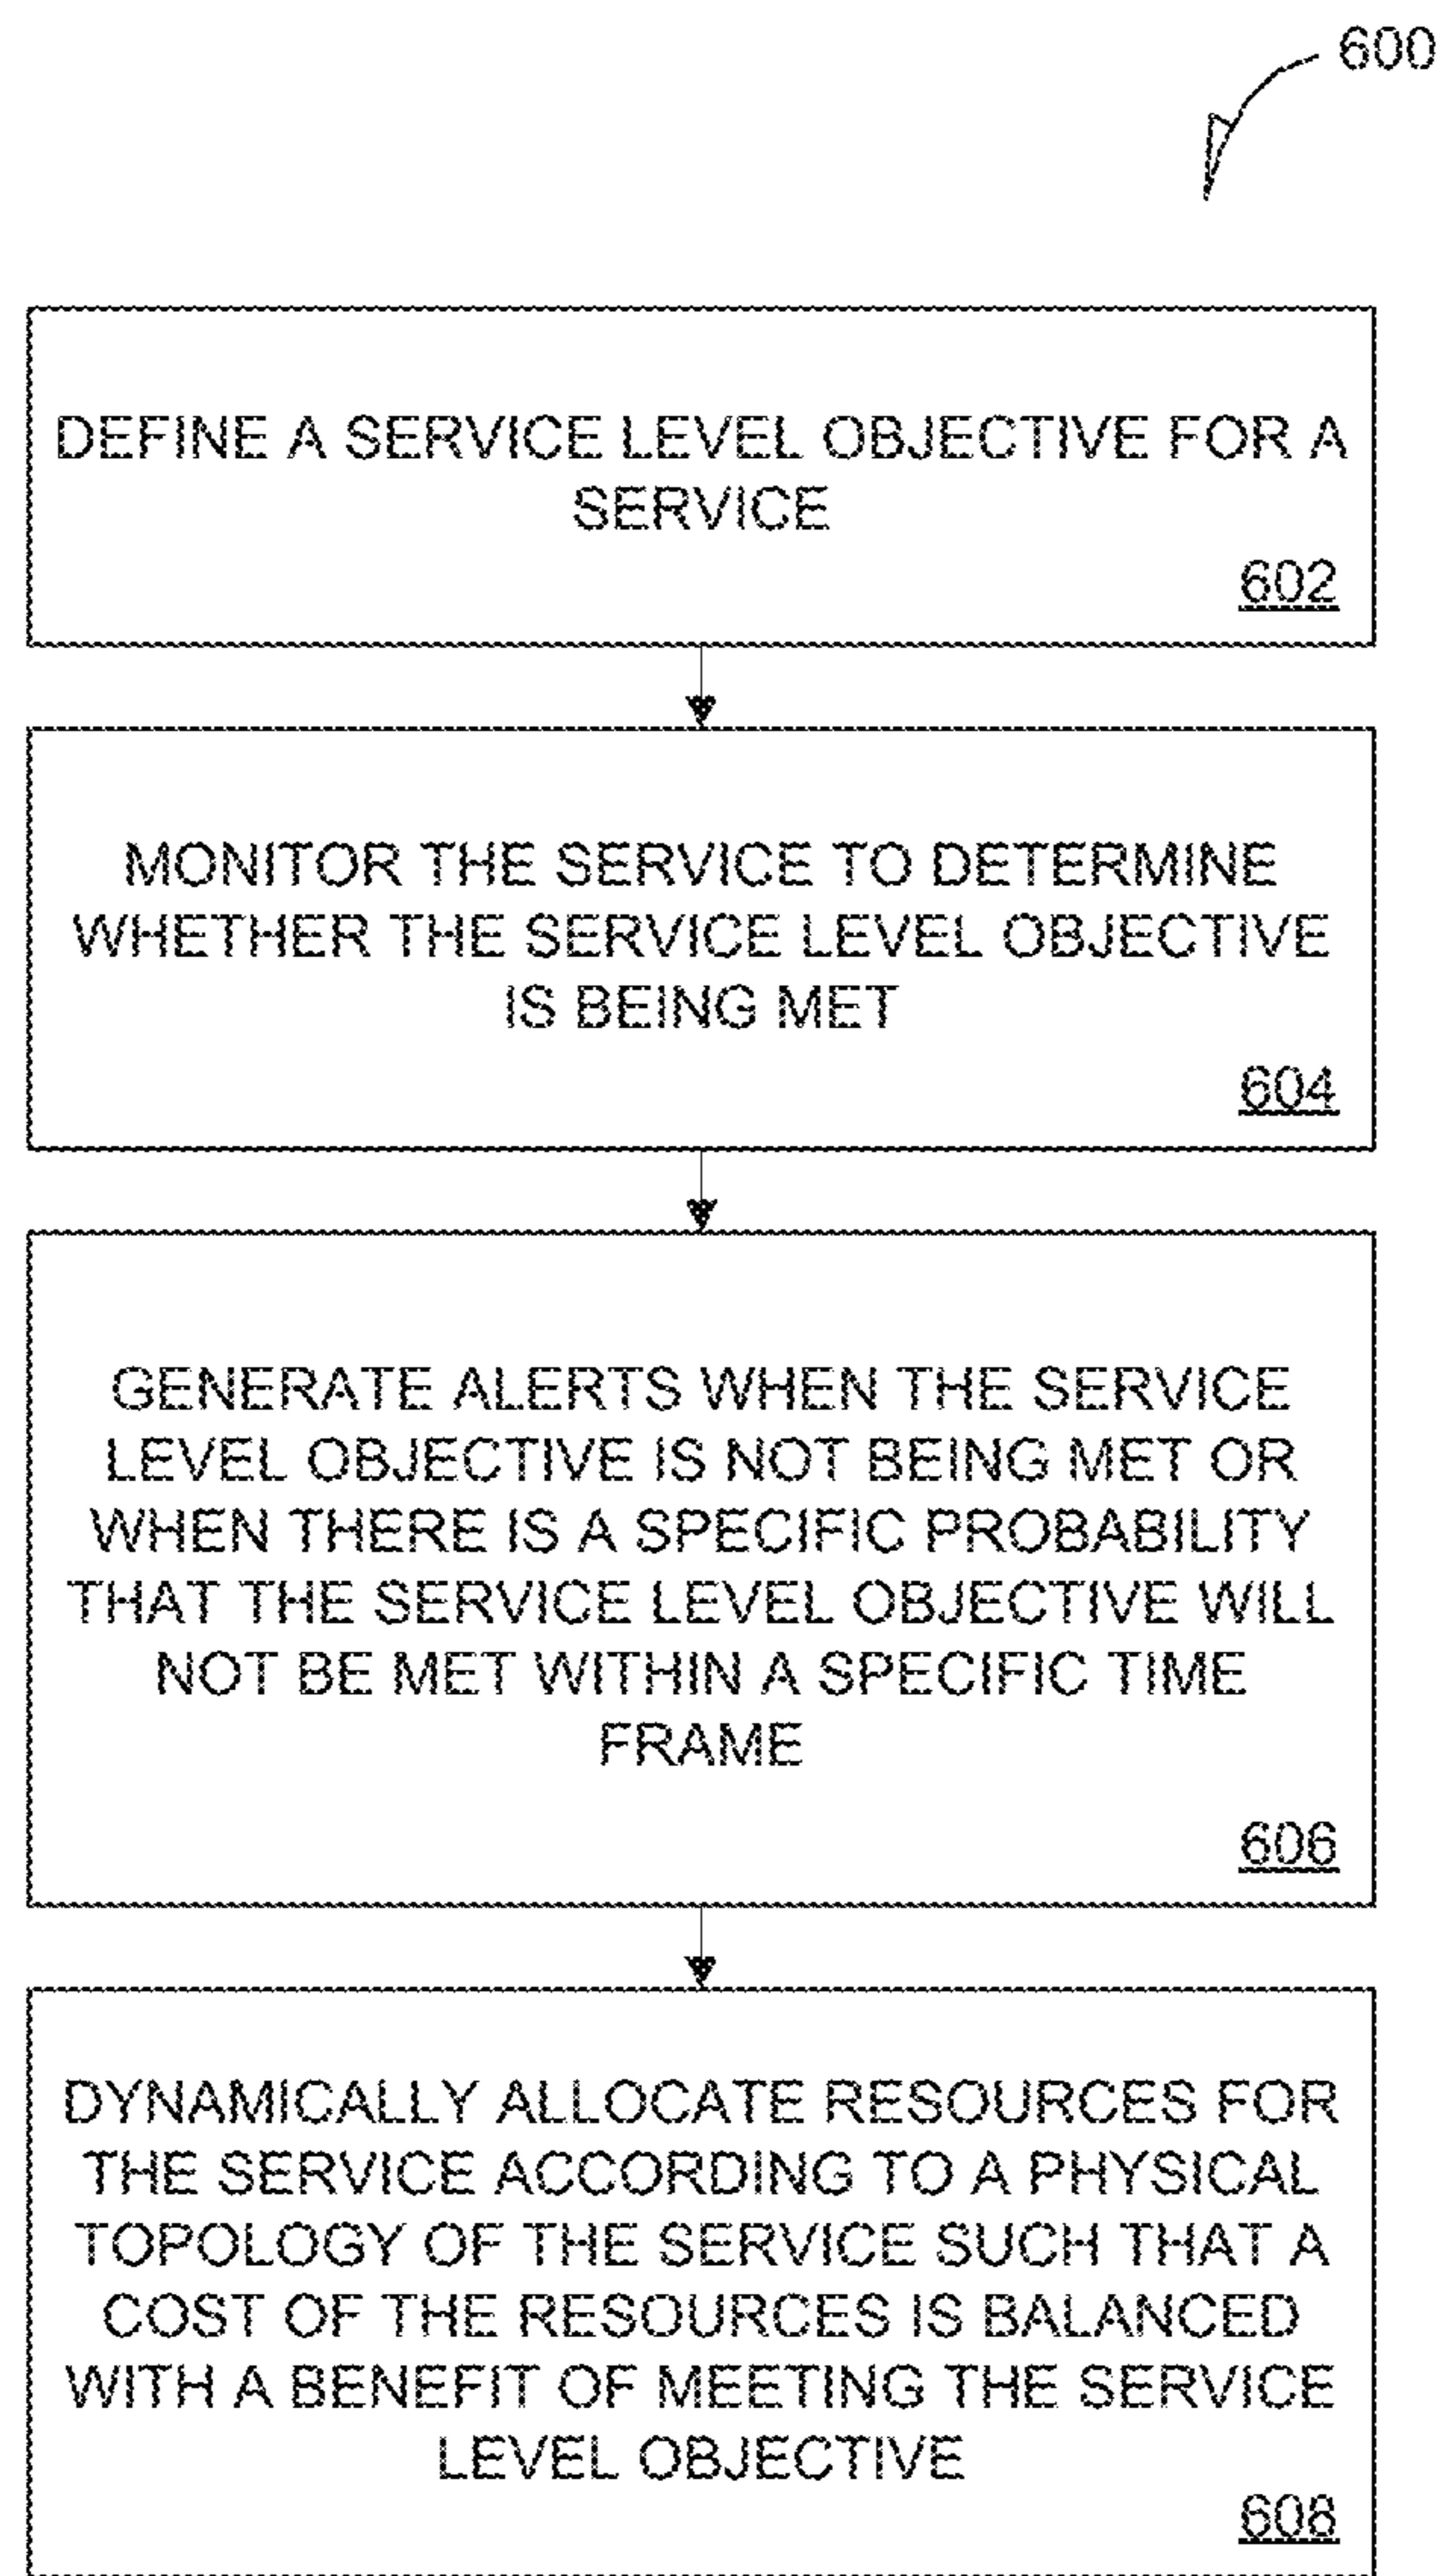 600
DEFINE A SERVICE LEVEL OBJECTIVE FOR A
SERVICE
602
MONITOR THE SERVICE TO DETERMINE
WHETHER THE SERVICE LEVEL OBJECTIVE
IS BEING MET
604
GENERATE ALERTS WHEN THE SERVICE
LEVEL OBJECTIVE IS NOT BEING MET OR
WHEN THERE IS A SPECIFIC PROBABILITY
THAT THE SERVICE LEVEL OBJECTIVE WILL
NOT BE MET WITHIN A SPECIFIC TIME
FRAME
606
DYNAMICALLY ALLOCATE RESOURCES FOR
THE SERVICE ACCORDING TO A PHYSICAL
TOPOLOGY OF THE SERVICE SUCH THAT A
COST OF THE RESOURCES IS BALANCED
WITH A BENEFIT OF MEETING THE SERVICE
LEVEL OBJECTIVE
608